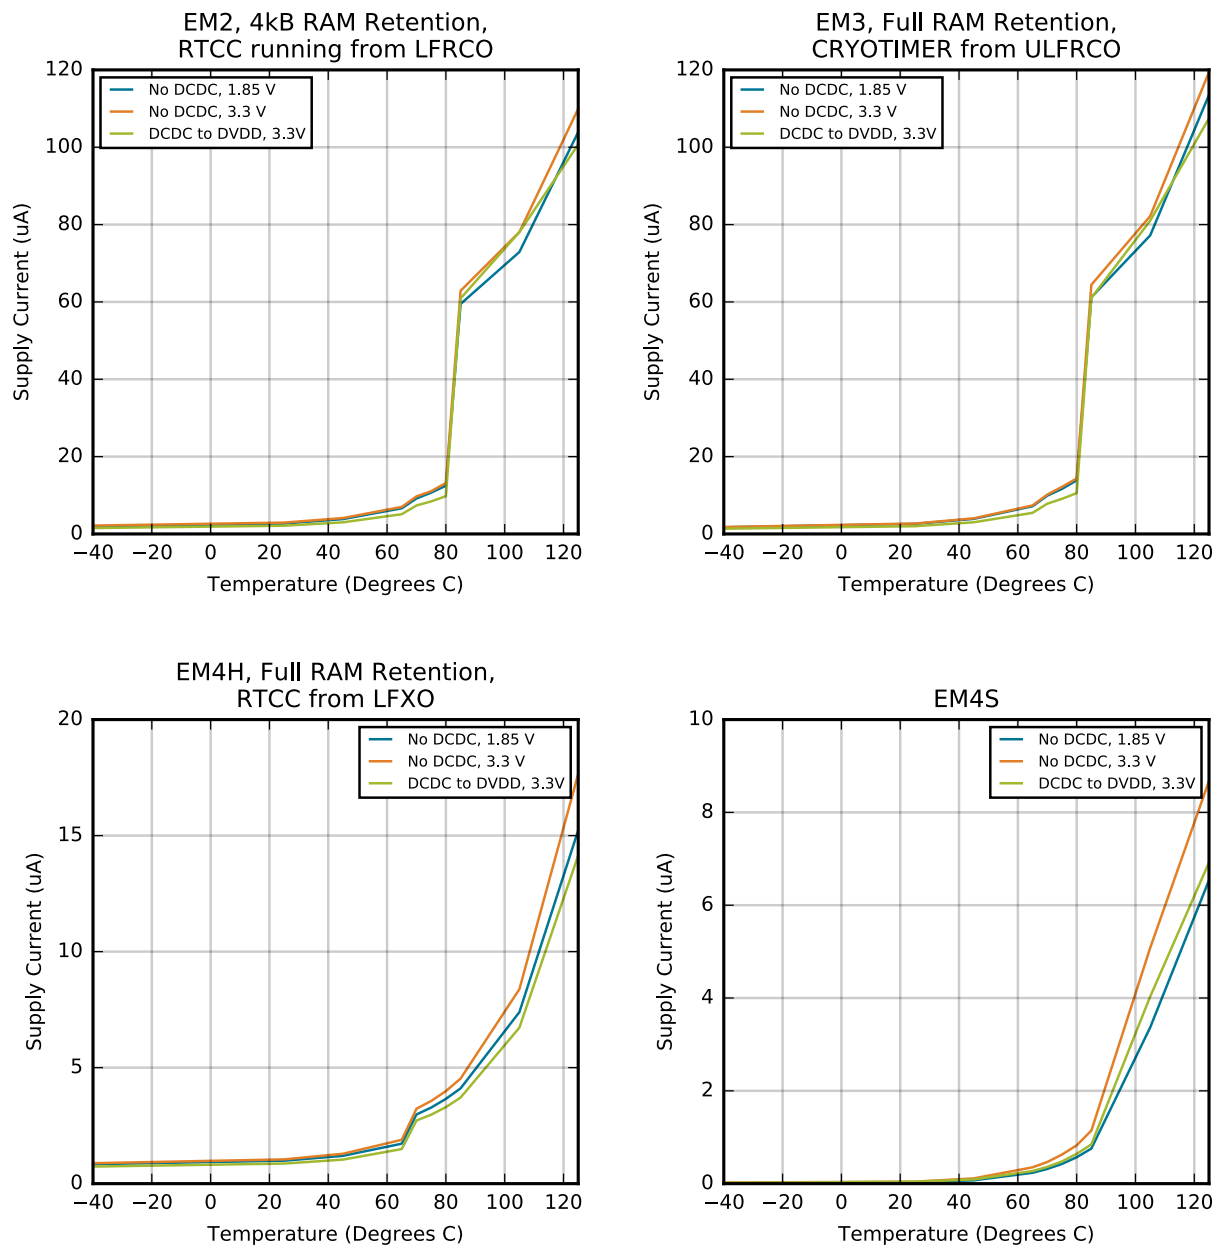 EM2, 4kB RAM Retention,
RTCC running from LFRCO
120
100
80
60
40
20
0
Supply Current (uA)
No DCDC, 1.85 V
No DCDC, 3.3 V
DCDC to DVDD, 3.3V
−40 −20 0 20 40 60 80 100 120
Temperature (Degrees C)
EM3, Full RAM Retention,
CRYOTIMER from ULFRCO
120
100
80
60
40
20
0
Supply Current (uA)
No DCDC, 1.85 V
No DCDC, 3.3 V
DCDC to DVDD, 3.3V
−40 −20 0 20 40 60 80 100 120
Temperature (Degrees C)
EM4H, Full RAM Retention,
RTCC from LFXO
20
15
10
5
0
Supply Current (uA)
No DCDC, 1.85 V
No DCDC, 3.3 V
DCDC to DVDD, 3.3V
−40 −20 0 20 40 60 80 100 120
Temperature (Degrees C)
EM4S
10
8
6
4
2
0
Supply Current (uA)
No DCDC, 1.85 V
No DCDC, 3.3 V
DCDC to DVDD, 3.3V
−40 −20 0 20 40 60 80 100 120
Temperature (Degrees C)